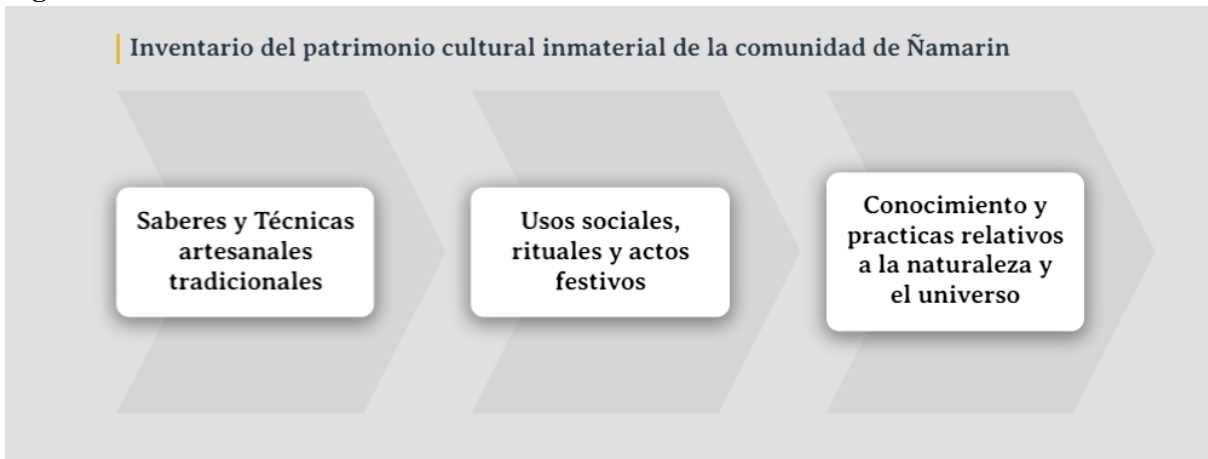 Inventario del patrimonio cultural inmaterial de la comunidad de Ñamarin
Saberes y Técnicas
artesanales
tradicionales
Usos sociales,
rituales y actos
festivos
Conocimiento y
practicas relativos
a la naturaleza y
el universo